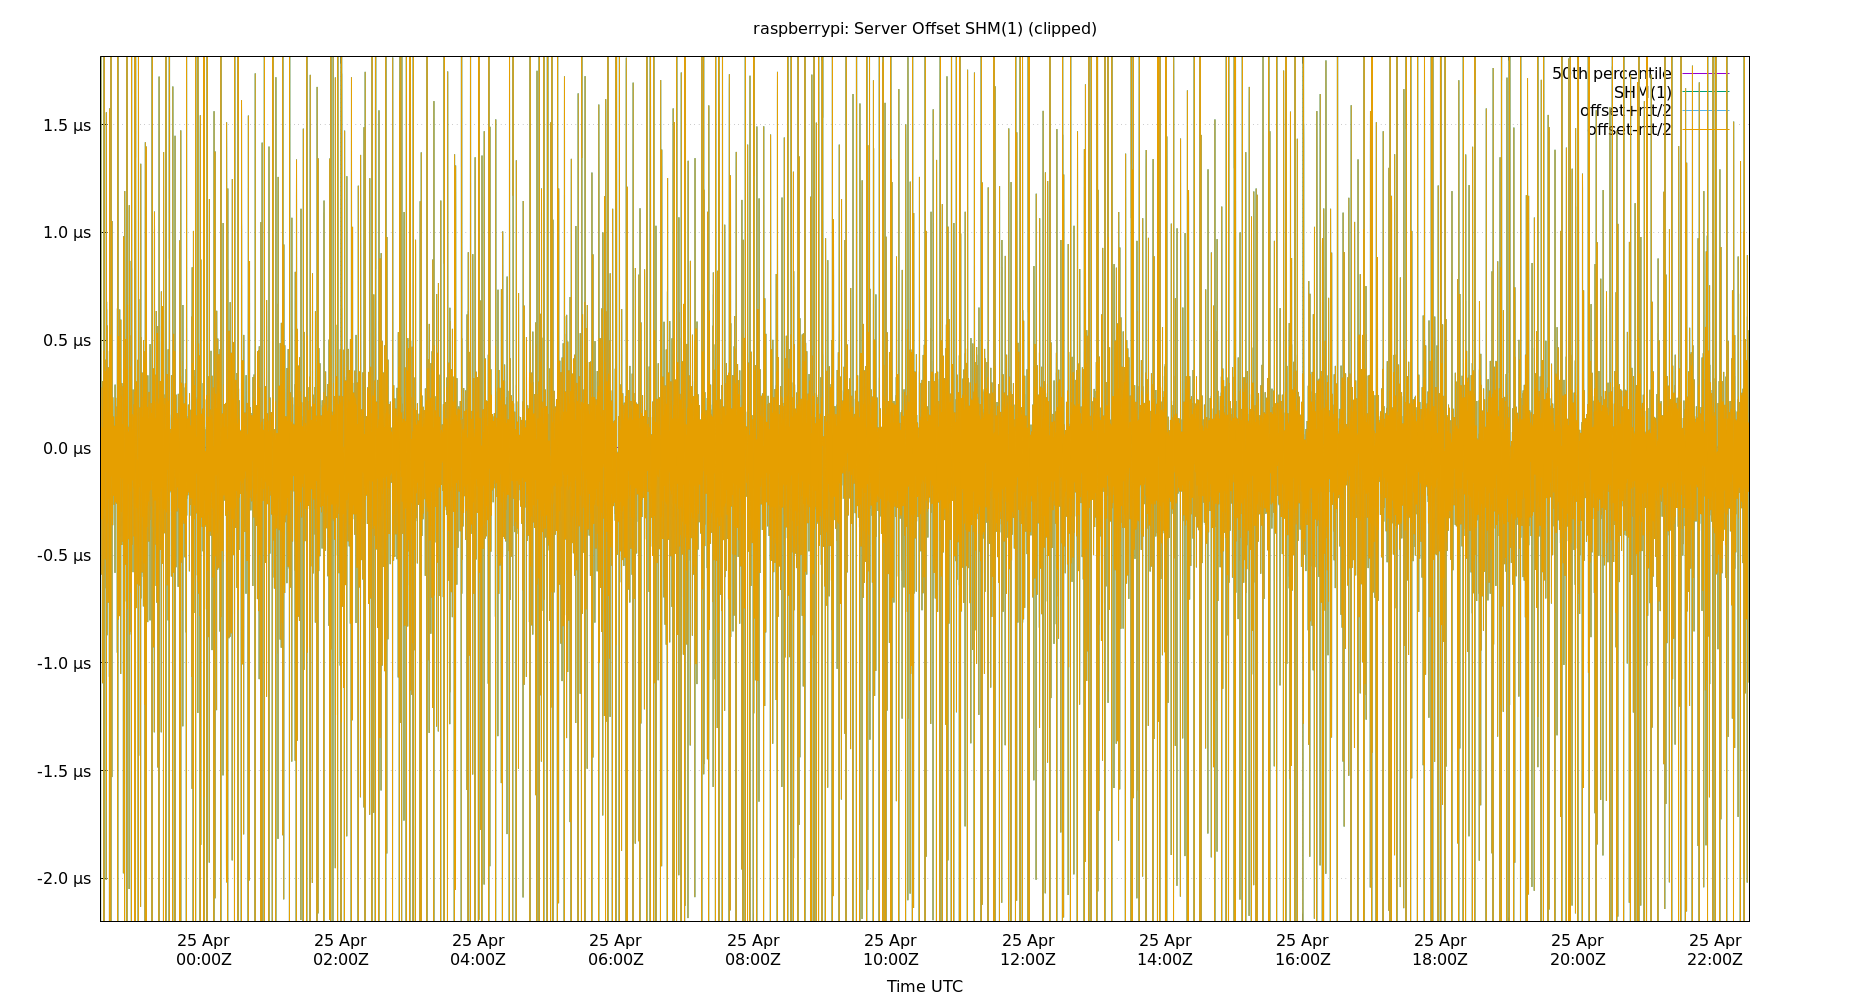 raspberrypi: Server Offset SHM(1) (clipped)
50th percentile
SHM(1)
offset+rtt/2
offset-rtt/2
1.5 µs
1.0 µs
0.5 µs
0.0 µs
-0.5 µs
-1.0 µs
-1.5 µs
-2.0 µs
25 Apr 25 Apr 25 Apr 25 Apr 25 Apr 25 Apr 25 Apr 25 Apr 25 Apr 25 Apr 25 Apr 25 Apr
00:00Z 02:00Z 04:00Z 06:00Z 08:00Z 10:00Z 12:00Z 14:00Z 16:00Z 18:00Z 20:00Z 22:00Z
Time UTC